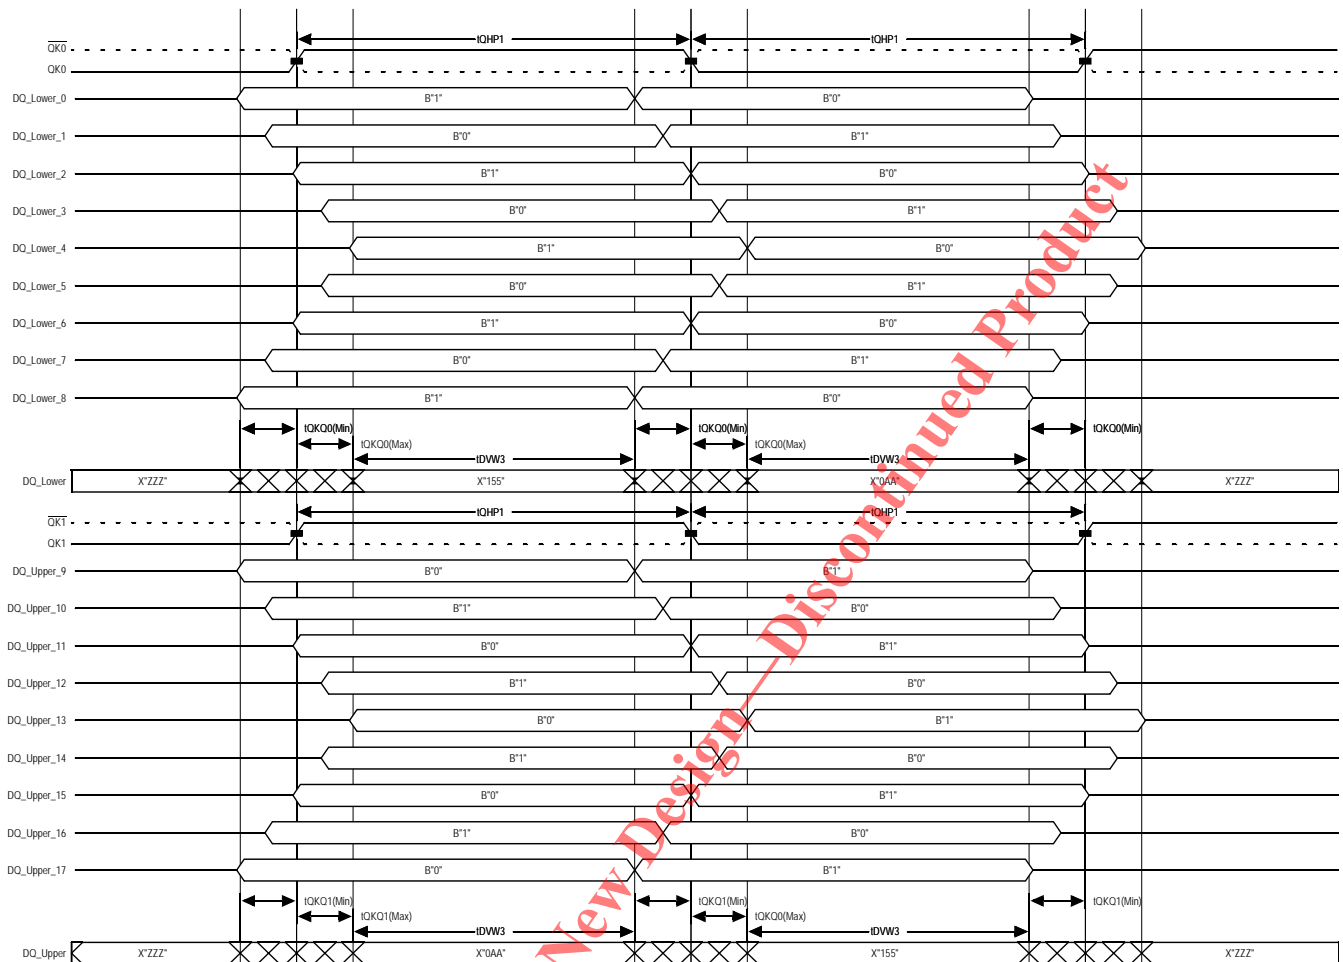 tQHP1 tQHP1
QK0
QK0
DQ_Lower_0 B"1" B"0"
DQ_Lower_1 B"0" B"1"
DQ_Lower_2 B"1" B"0"
DQ_Lower_3 B"0" B"1"
DQ_Lower_4 B"1" B"0"
DQ_Lower_5 B"0" B"1"
DQ_Lower_6 B"1" B"0"
DQ_Lower_7 B"0" B"1"
DQ_Lower_8 B"1" B"0"
tQKQ0(Min) tQKQ0(Min) tQKQ0(Min)
tQKQ0(Max) tQKQ0(Max)
tDVW3 tDVW3
DQ_Lower X"ZZZ" X"155" X"0AA" X"ZZZ"
tQHP1 tQHP1
QK1
QK1
DQ_Upper_9 B"0" B"1"
DQ_Upper_10 B"1" B"0"
DQ_Upper_11 B"0" B"1"
DQ_Upper_12 B"1" B"0"
DQ_Upper_13 B"0" B"1"
DQ_Upper_14 B"1" B"0"
DQ_Upper_15 B"0" B"1"
DQ_Upper_16 B"1" B"0"
DQ_Upper_17 B"0" B"1"
tQKQ1(Min) tQKQ1(Min) tQKQ1(Min)
tQKQ1(Max) tQKQ0(Max)
tDVW3 tDVW3
DQ_Upper X"ZZZ" X"0AA" X"155" X"ZZZ"
New Design—Discontinued Product